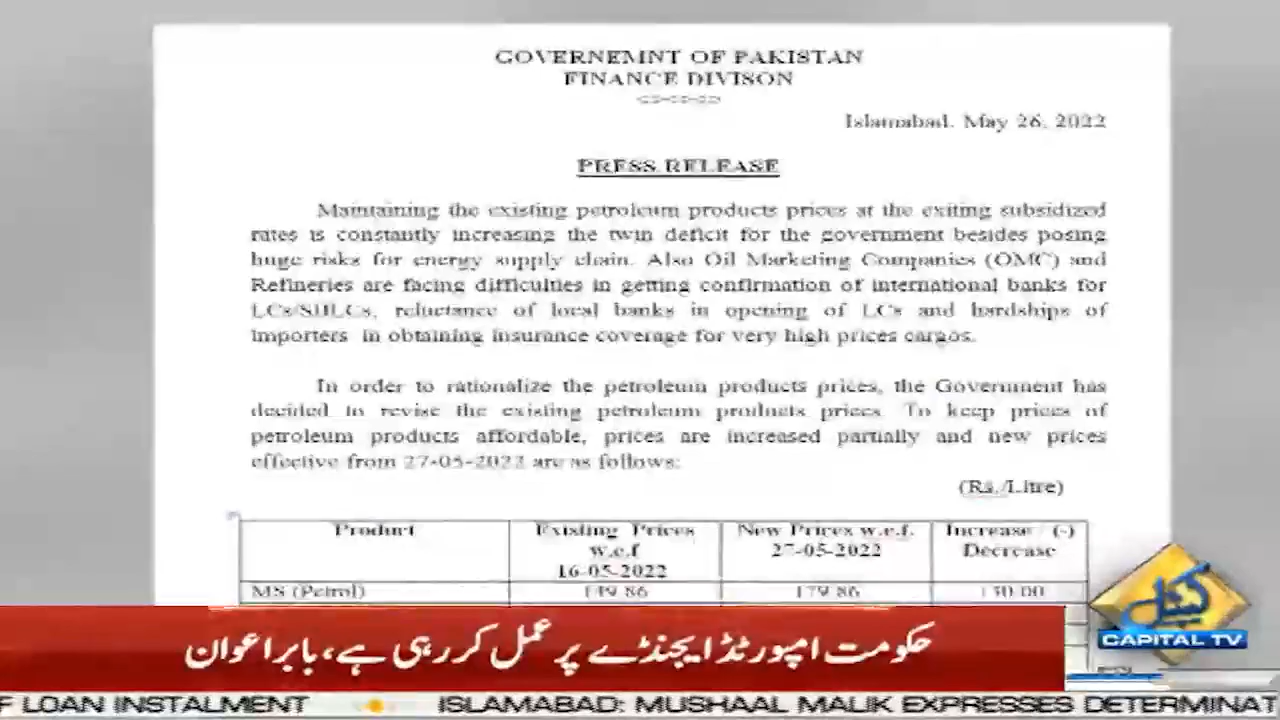 GOVERNEMNT OF PAKISTAN
FINANCE DIVISON
Islamabad. May 26, 2022
PRESS RELEASE
Maintaining the existing petroleum products prices at the exiting subsidized
rates is constantly increasing the twin deficit for the government besides posing
huge risks for energy supply chain. Also Oil Marketing Companies (OMC) and
Refineries are facing difficulties in getting confirmation of international banks for
LCs/SBLCs, reluctance of local banks in opening of LCs and hardships of
importers in obtaining insurance coverage for very high prices cargos.
In order to rationalize the petroleum products prices, the Government has
decided to revise the existing petroleum products prices. To keep prices of
petroleum products affordable, prices are increased partially and new prices
effective from 27-05-2022 are as follows:
(Rs./Litre)
Product Existing Prices New Prices w.e.f. Increase / (-)
w.e.f 27-05-2022 Decrease
16-05-2022
MS (Petrol) 149.86 179.86 +30.00
کیپٹل
CAPITAL TV
حکومت امپورٹڈ ایجنڈے پر عمل کر رہی ہے، بابر اعوان
F LOAN INSTALMENT ISLAMABAD: MUSHAAL MALIK EXPRESSES DETERMINAT